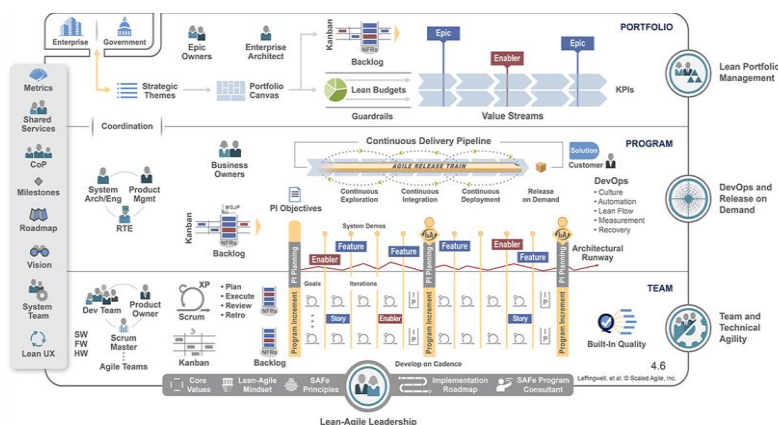 Enterprise
Government
Epic
Owners
Enterprise
Architect
Kanban
NFRs
Backlog
Epic
Enabler
Epic
PORTFOLIO
Lean Portfolio
Management
Strategic
Themes
Portfolio
Canvas
Lean Budgets
Guardrails
Value Streams
KPIs
Metrics
Shared
Services
CoP
Milestones
Roadmap
Vision
System
Team
Lean UX
Coordination
Business
Owners
Continuous Delivery Pipeline
AGILE RELEASE TRAIN
Continuous
Exploration
Continuous
Integration
Continuous
Deployment
Release
on Demand
Solution
Customer
PROGRAM
DevOps
• Culture
• Automation
• Lean Flow
• Measurement
• Recovery
DevOps and
Release on
Demand
System
Arch/Eng
Product
Mgmt
RTE
Kanban
WSJF
NFRs
Backlog
PI Objectives
System Demos
PI Planning
Enabler
Feature
Feature
I&A
PI Planning
Feature
Enabler
Feature
I&A
PI Planning
Architectural
Runway
Dev Team
Product
Owner
Scrum
Master
Agile Teams
SW
FW
HW
XP
Scrum
• Plan
• Execute
• Review
• Retro
Kanban
NFRs
NFRs
Backlog
Program Increment
Goals
Iterations
Story
Enabler
IP
IP
Program Increment
Story
IP
IP
Program Increment
Develop on Cadence
TEAM
Built-In Quality
Team and
Technical
Agility
4.6
Leffingwell, et al. © Scaled Agile, Inc.
Core
Values
Lean-Agile
Mindset
SAFe
Principles
Implementation
Roadmap
SAFe Program
Consultant
Lean-Agile Leadership